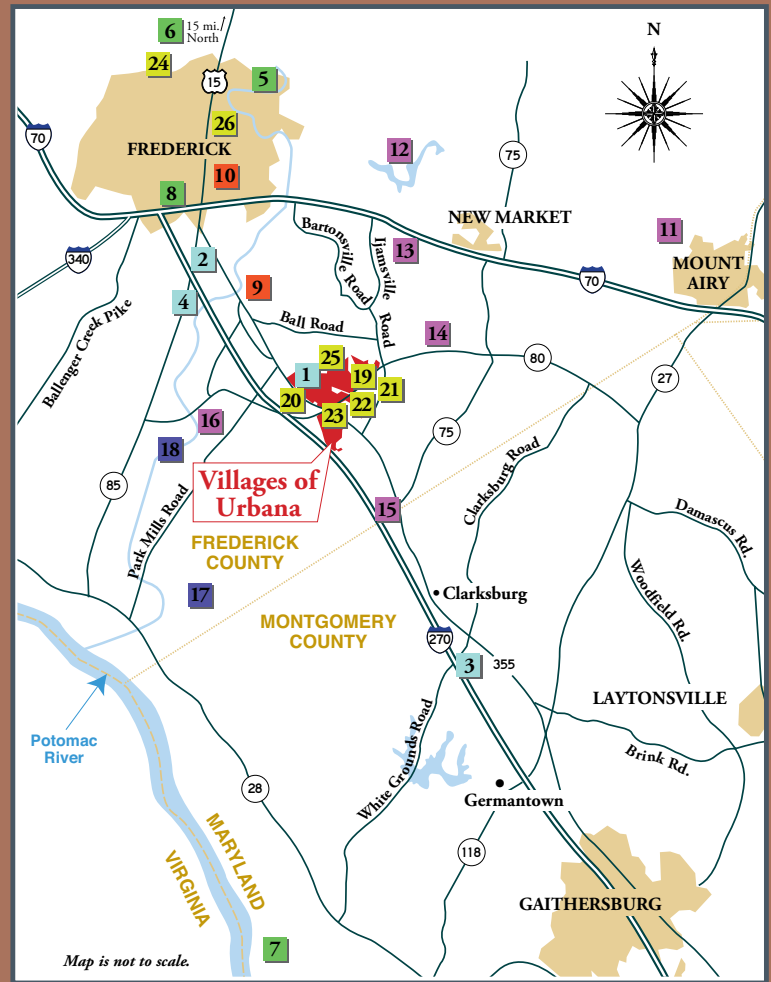 6
15 mi.
North
N
24
15
5
70
26
FREDERICK
12
75
10
8
NEW MARKET
11
Bartonsville
Road
Ijamsville
Road
13
MOUNT
AIRY
340
2
70
9
4
Ballenger Creek Pike
Ball Road
14
25
80
1
19
27
20
22
21
23
16
75
18
Clarksburg Road
Villages of
Urbana
85
15
Park Mills Road
Damascus Rd.
FREDERICK
COUNTY
Woodfield Rd.
17
Clarksburg
MONTGOMERY
COUNTY
270
3
355
LAYTONSVILLE
Potomac
River
White Grounds Road
Brink Rd.
28
Germantown
MARYLAND
VIRGINIA
118
GAITHERSBURG
7
Map is not to scale.